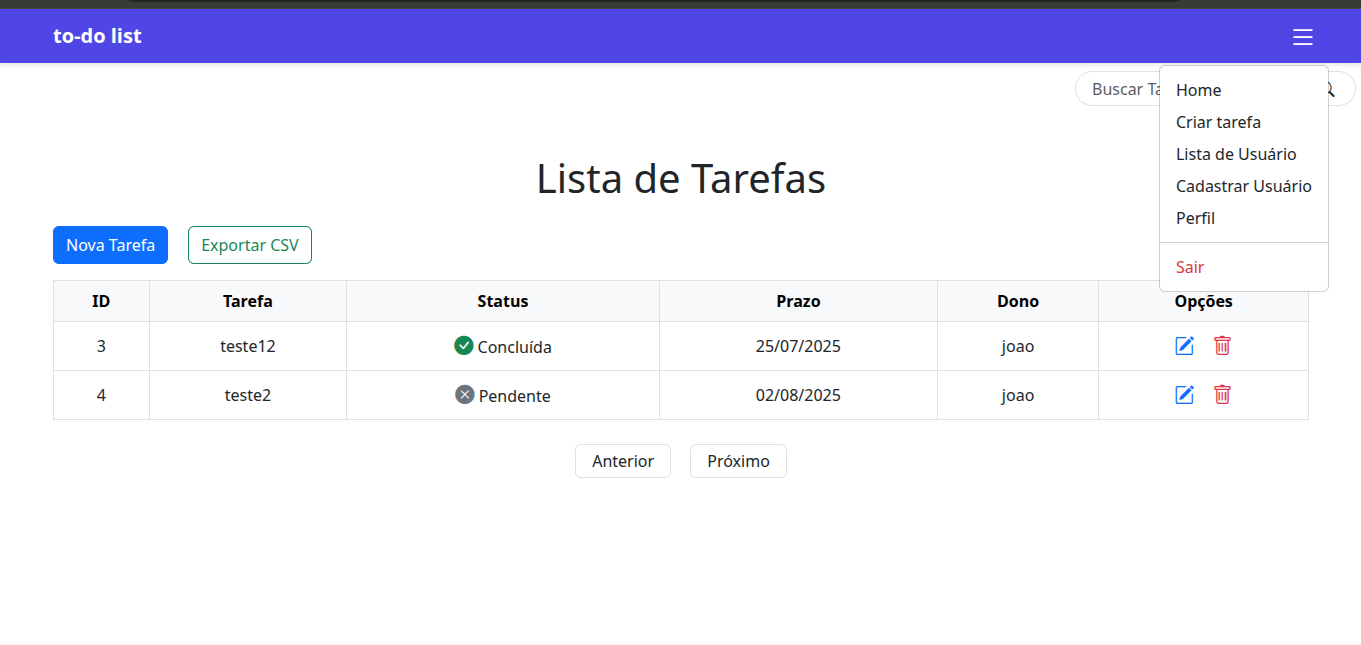 to-do list
Buscar Ta
Home
Criar tarefa
Lista de Usuário
Cadastrar Usuário
Perfil
Sair
Lista de Tarefas
Nova Tarefa Exportar CSV
ID Tarefa Status Prazo Dono Opções
3 teste12 Concluída 25/07/2025 joao
4 teste2 Pendente 02/08/2025 joao
Anterior Próximo